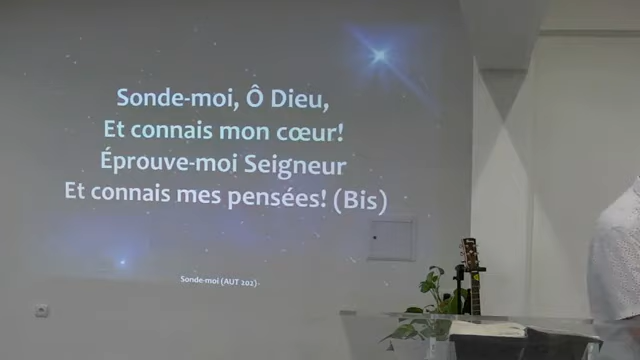 Sonde-moi, Ô Dieu,
Et connais mon cœur!
Éprouve-moi Seigneur
Et connais mes pensées! (Bis)
Sonde-moi (AUT 202)-